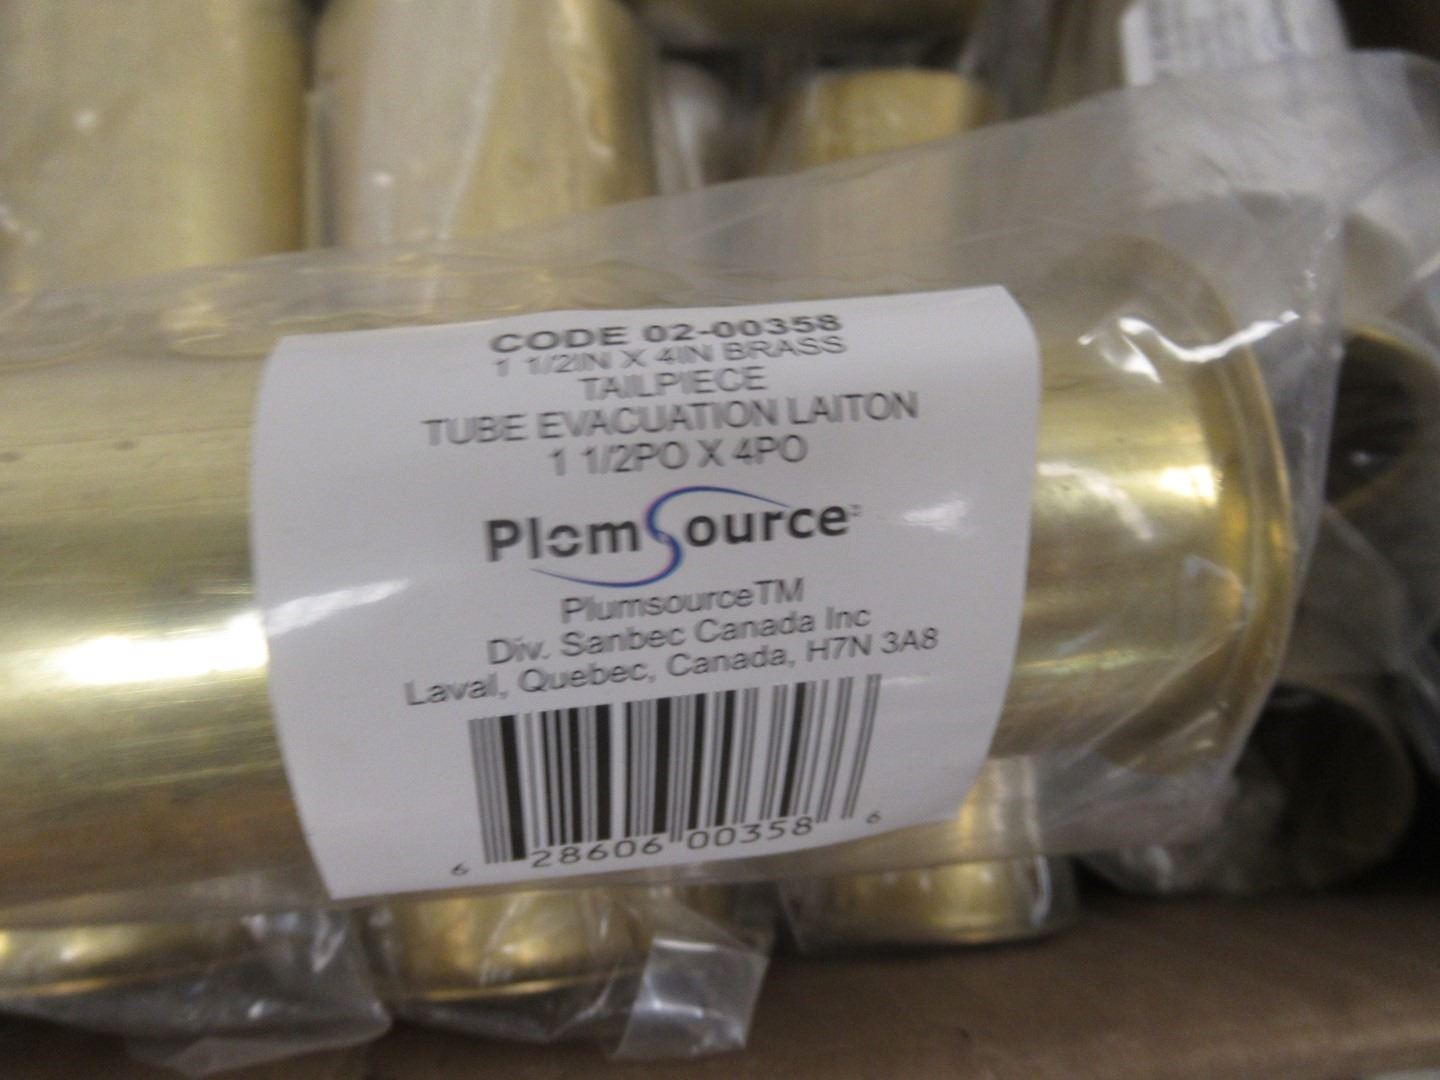 CODE 02-00358
1 1/2IN X 4IN BRASS
TAILPIECE
TUBE EVACUATION LAITON
1 1/2PO X 4PO
PlumSource
PlumsourceTM
Div. Sanbec Canada Inc
Laval, Quebec, Canada, H7N 3A8
6 28606 00358 6